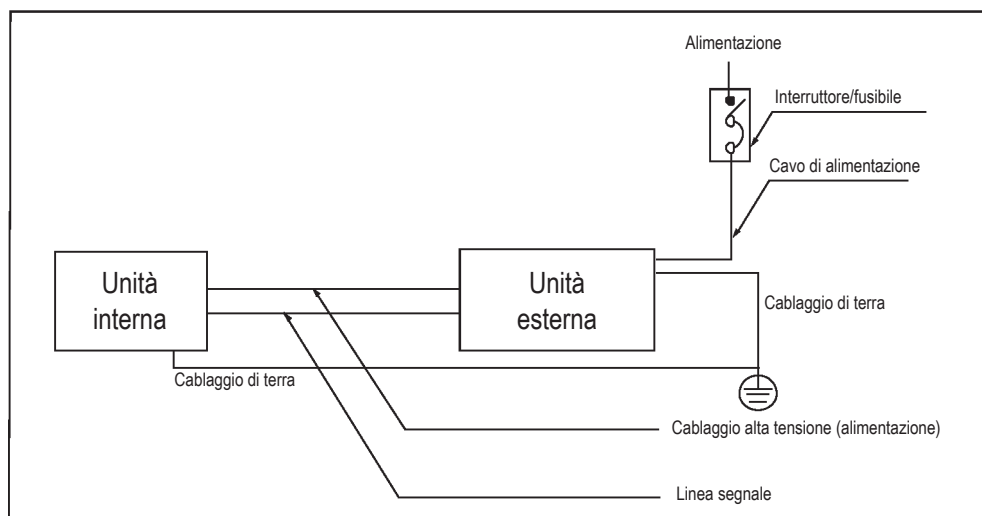 Alimentazione
Interruttore/fusibile
Cavo di alimentazione
Unità
interna
Unità
esterna
Cablaggio di terra
Cablaggio di terra
Cablaggio alta tensione (alimentazione)
Linea segnale